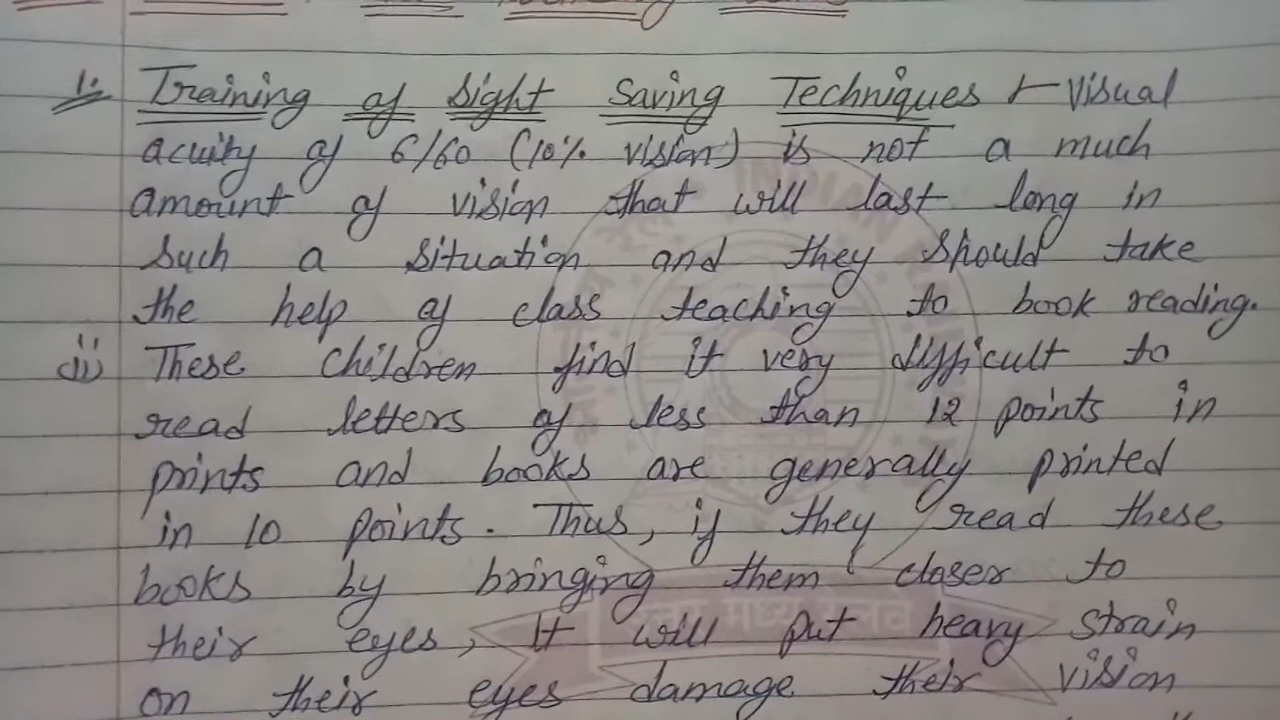 1. Training of Sight Saving Techniques :- Visual
acuity of 6/60 (10% vision) is not a much
amount of vision that will last long in
Such a situation and they should take
the help of class teaching to book reading.
(ii) These children find it very difficult to
read letters of less than 12 points in
prints and books are generally printed
in 10 points. Thus, if they read these
books by bringing them closer to
their eyes, It will put heavy strain
on their eyes damage their vision